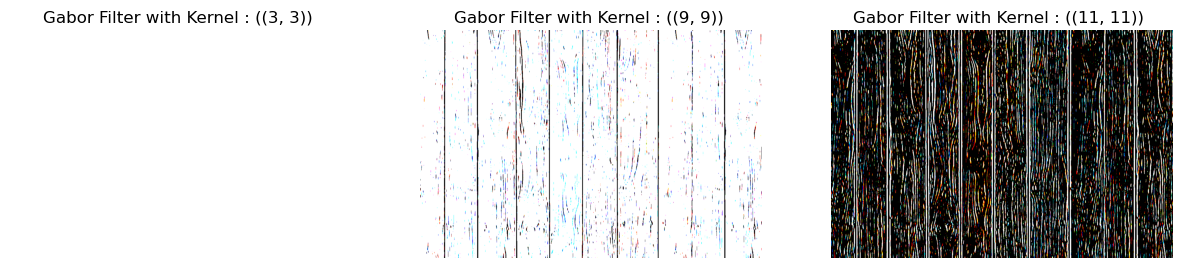 Gabor Filter with Kernel : ((3, 3))
Gabor Filter with Kernel : ((9, 9))
Gabor Filter with Kernel : ((11, 11))